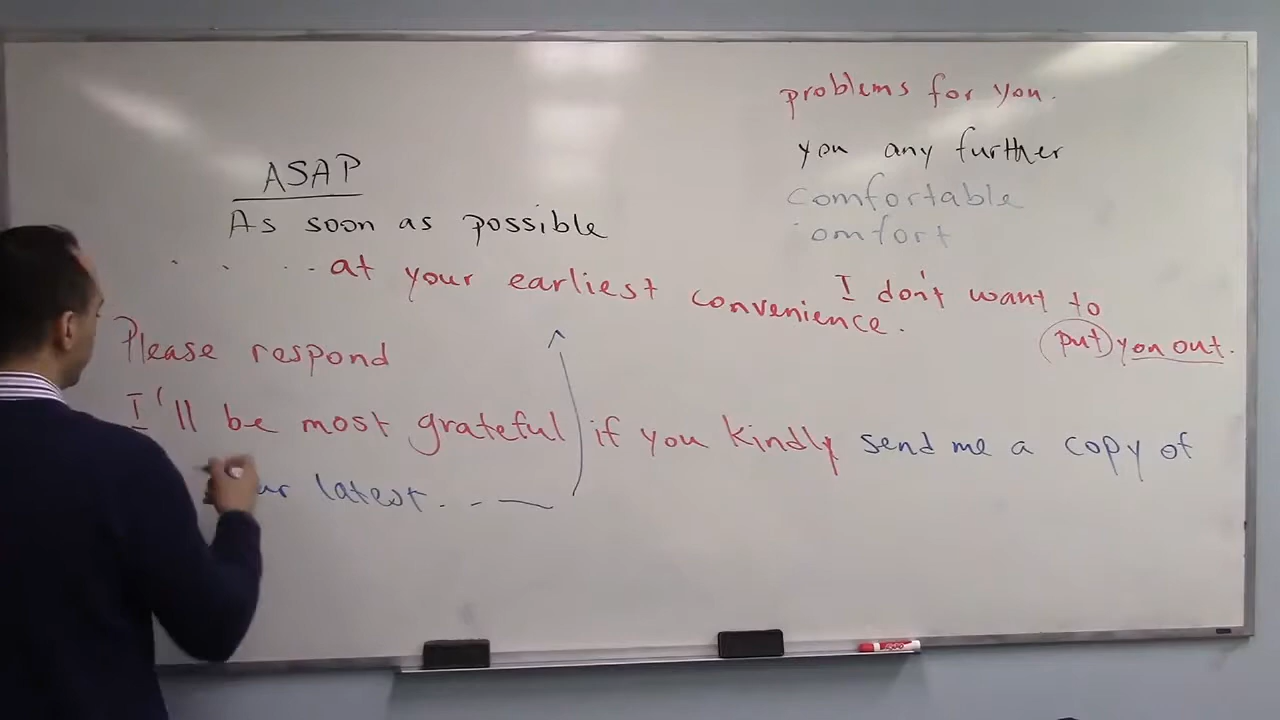 problems for you.
you any further
comfortable
omfort
ASAP
As soon as possible
. . . . at your earliest convenience.
I don't want to
put you out.
Please respond
I'll be most grateful if you kindly send me a copy of
ur latest. - —